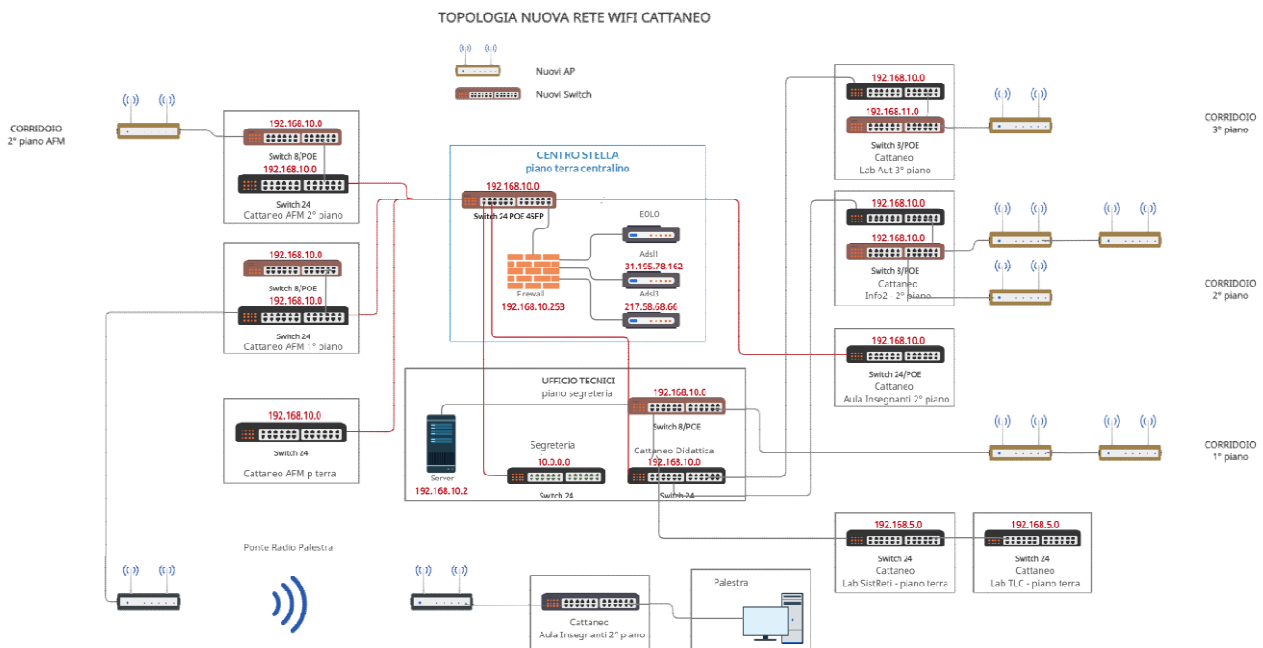 TOPOLOGIA NUOVA RETE WIFI CATTANEO
Nuovi AP
Nuovi Switch
CORRIDOIO
2° piano AFM
192.168.10.0
Switch 8/POE
192.168.10.0
Switch 24
Cattaneo AFM 2° piano
192.168.10.0
Switch 8/POE
192.168.10.0
Switch 24
Cattaneo AFM 1° piano
192.168.10.0
Switch 24
Cattaneo AFM p terra
CENTRO STELLA
piano terra centralino
192.168.10.0
Switch 24 POE 4SFP
EOLO
Adsl1
31.195.78.162
Adsl3
217.58.68.66
Firewall
192.168.10.253
UFFICIO TECNICI
piano segreteria
192.168.10.0
Switch 8/POE
Server
192.168.10.2
Segreteria
10.0.0.0
Switch 24
Cattaneo Didattica
192.168.10.0
Switch 24
192.168.10.0
192.168.11.0
Switch 8/POE
Cattaneo
Lab Aut 3° piano
CORRIDOIO
3° piano
192.168.10.0
192.168.10.0
Switch 8/POE
Cattaneo
Info2 - 2° piano
CORRIDOIO
2° piano
192.168.10.0
Switch 24/POE
Cattaneo
Aula Insegnanti 2° piano
CORRIDOIO
1° piano
192.168.5.0
Switch 24
Cattaneo
Lab SistReti - piano terra
192.168.5.0
Switch 24
Cattaneo
Lab TLC - piano terra
Ponte Radio Palestra
Cattaneo
Aula Insegnanti 2° piano
Palestra